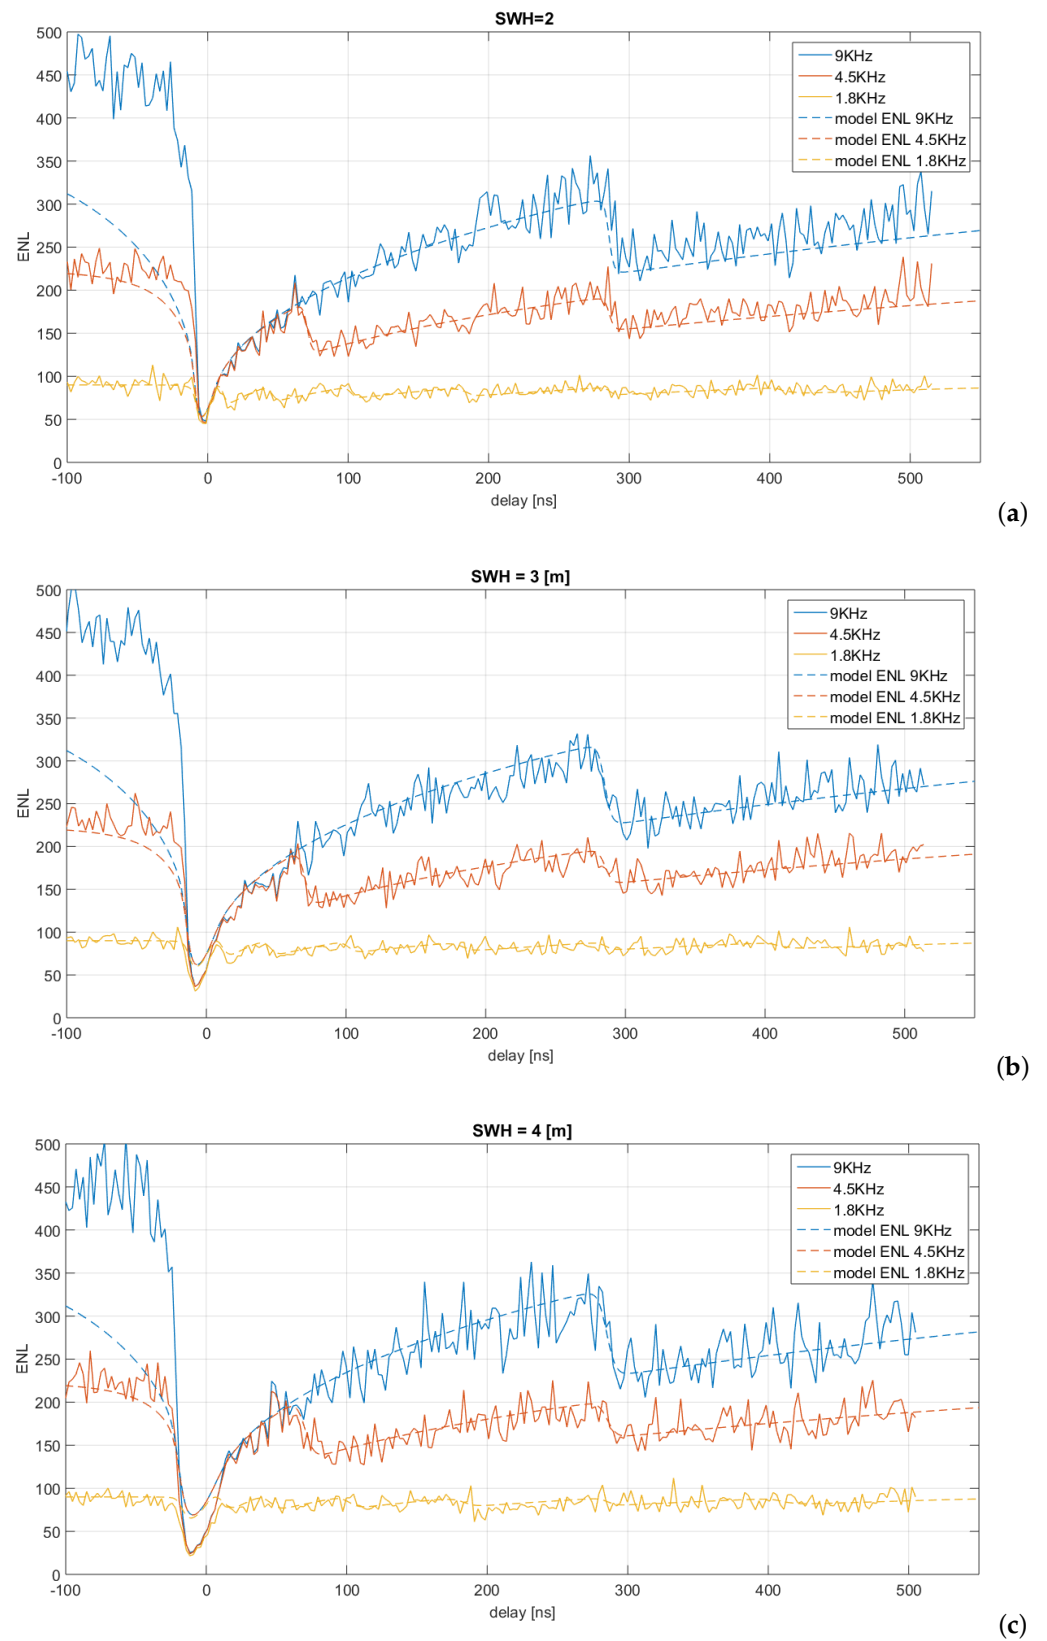 SWH=2
500
450
400
350
300
250
200
150
100
50
0
ENL
-100
0
100
200
300
400
500
delay [ns]
9KHz
4.5KHz
1.8KHz
model ENL 9KHz
model ENL 4.5KHz
model ENL 1.8KHz
(a)
SWH = 3 [m]
500
450
400
350
300
250
200
150
100
50
0
ENL
-100
0
100
200
300
400
500
delay [ns]
9KHz
4.5KHz
1.8KHz
model ENL 9KHz
model ENL 4.5KHz
model ENL 1.8KHz
(b)
SWH = 4 [m]
500
450
400
350
300
250
200
150
100
50
0
ENL
-100
0
100
200
300
400
500
delay [ns]
9KHz
4.5KHz
1.8KHz
model ENL 9KHz
model ENL 4.5KHz
model ENL 1.8KHz
(c)